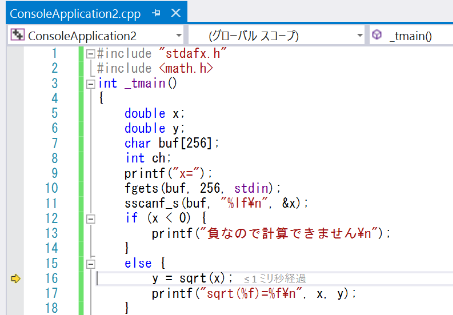 ConsoleApplication2.cpp
ConsoleApplication2 (グローバル スコープ) _tmain()
1 #include "stdafx.h"
2 #include <math.h>
3 int _tmain()
4 {
5 double x;
6 double y;
7 char buf[256];
8 int ch;
9 printf("x=");
10 fgets(buf, 256, stdin);
11 sscanf_s(buf, "%lf¥n", &x);
12 if (x < 0) {
13 printf("負なので計算できません¥n");
14 }
15 else {
16 y = sqrt(x); ≤1ミリ秒経過
17 printf("sqrt(%f)=%f¥n", x, y);
18 }